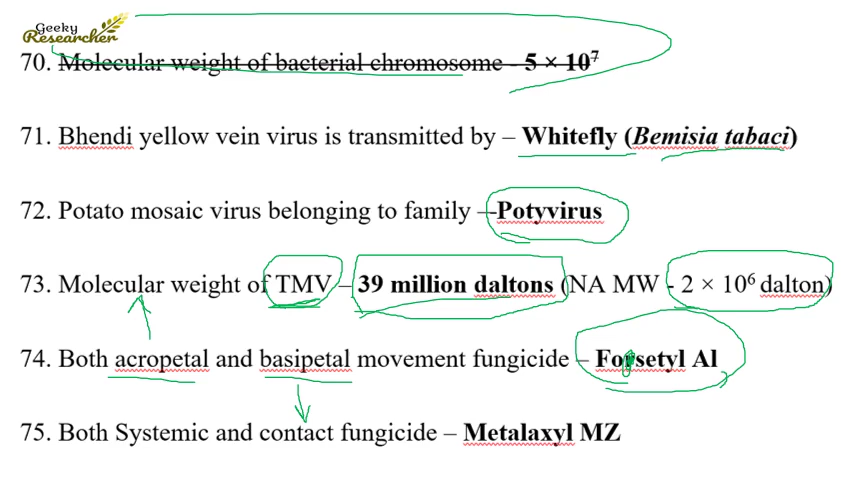 Geeky
Researcher
70. Molecular weight of bacterial chromosome - 5 × 10⁷
71. Bhendi yellow vein virus is transmitted by – Whitefly (Bemisia tabaci)
72. Potato mosaic virus belonging to family –Potyvirus
73. Molecular weight of TMV – 39 million daltons (NA MW - 2 × 10⁶ dalton)
74. Both acropetal and basipetal movement fungicide – Forsetyl Al
75. Both Systemic and contact fungicide – Metalaxyl MZ